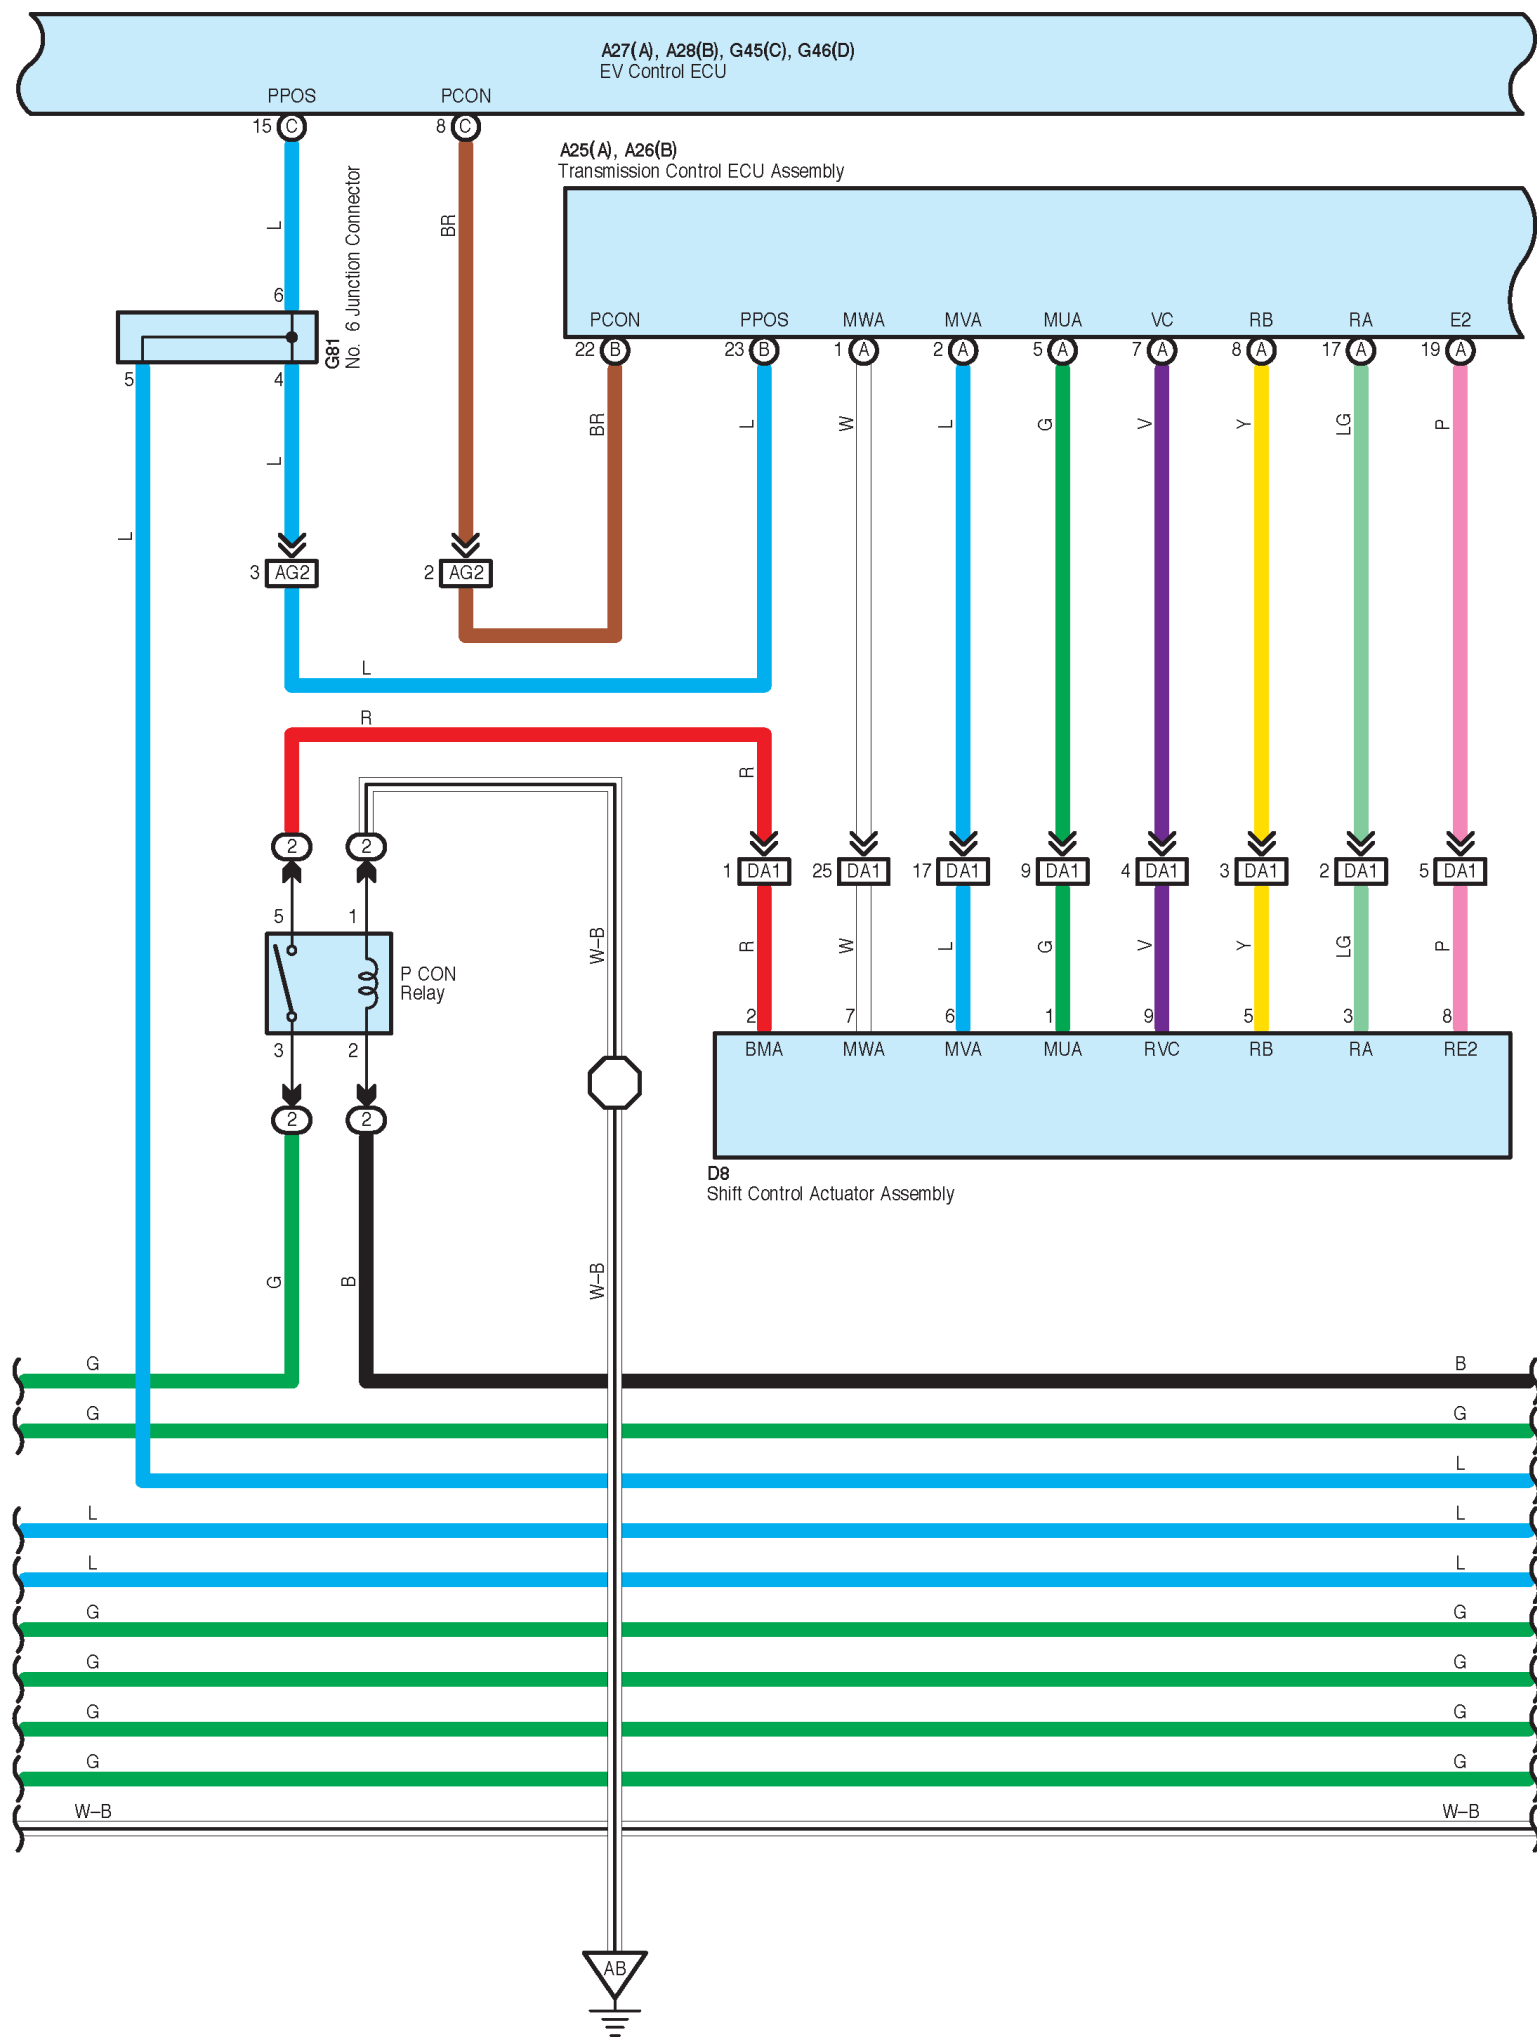 A27(A), A28(B), G45(C), G46(D)
EV Control ECU
PPOS PCON
15 C 8 C
A25(A), A26(B)
Transmission Control ECU Assembly
L
BR
No. 6 Junction Connector
G81
6
5 4
PCON PPOS MWA MVA MUA VC RB RA E2
22 B 23 B 1 A 2 A 5 A 7 A 8 A 17 A 19 A
BR L W L G V Y LG P
L
L
3 AG2 2 AG2
L
R
R
2 2
1 DA1 25 DA1 17 DA1 9 DA1 4 DA1 3 DA1 2 DA1 5 DA1
5 1
W–B
R W L G V Y LG P
P CON
Relay
2 7 6 1 9 5 3 8
3 2
BMA MWA MVA MUA RVC RB RA RE2
2 2
D8
Shift Control Actuator Assembly
G B W–B
G B
G G
L
L L
L L
G G
G G
G G
G G
W–B W–B
AB